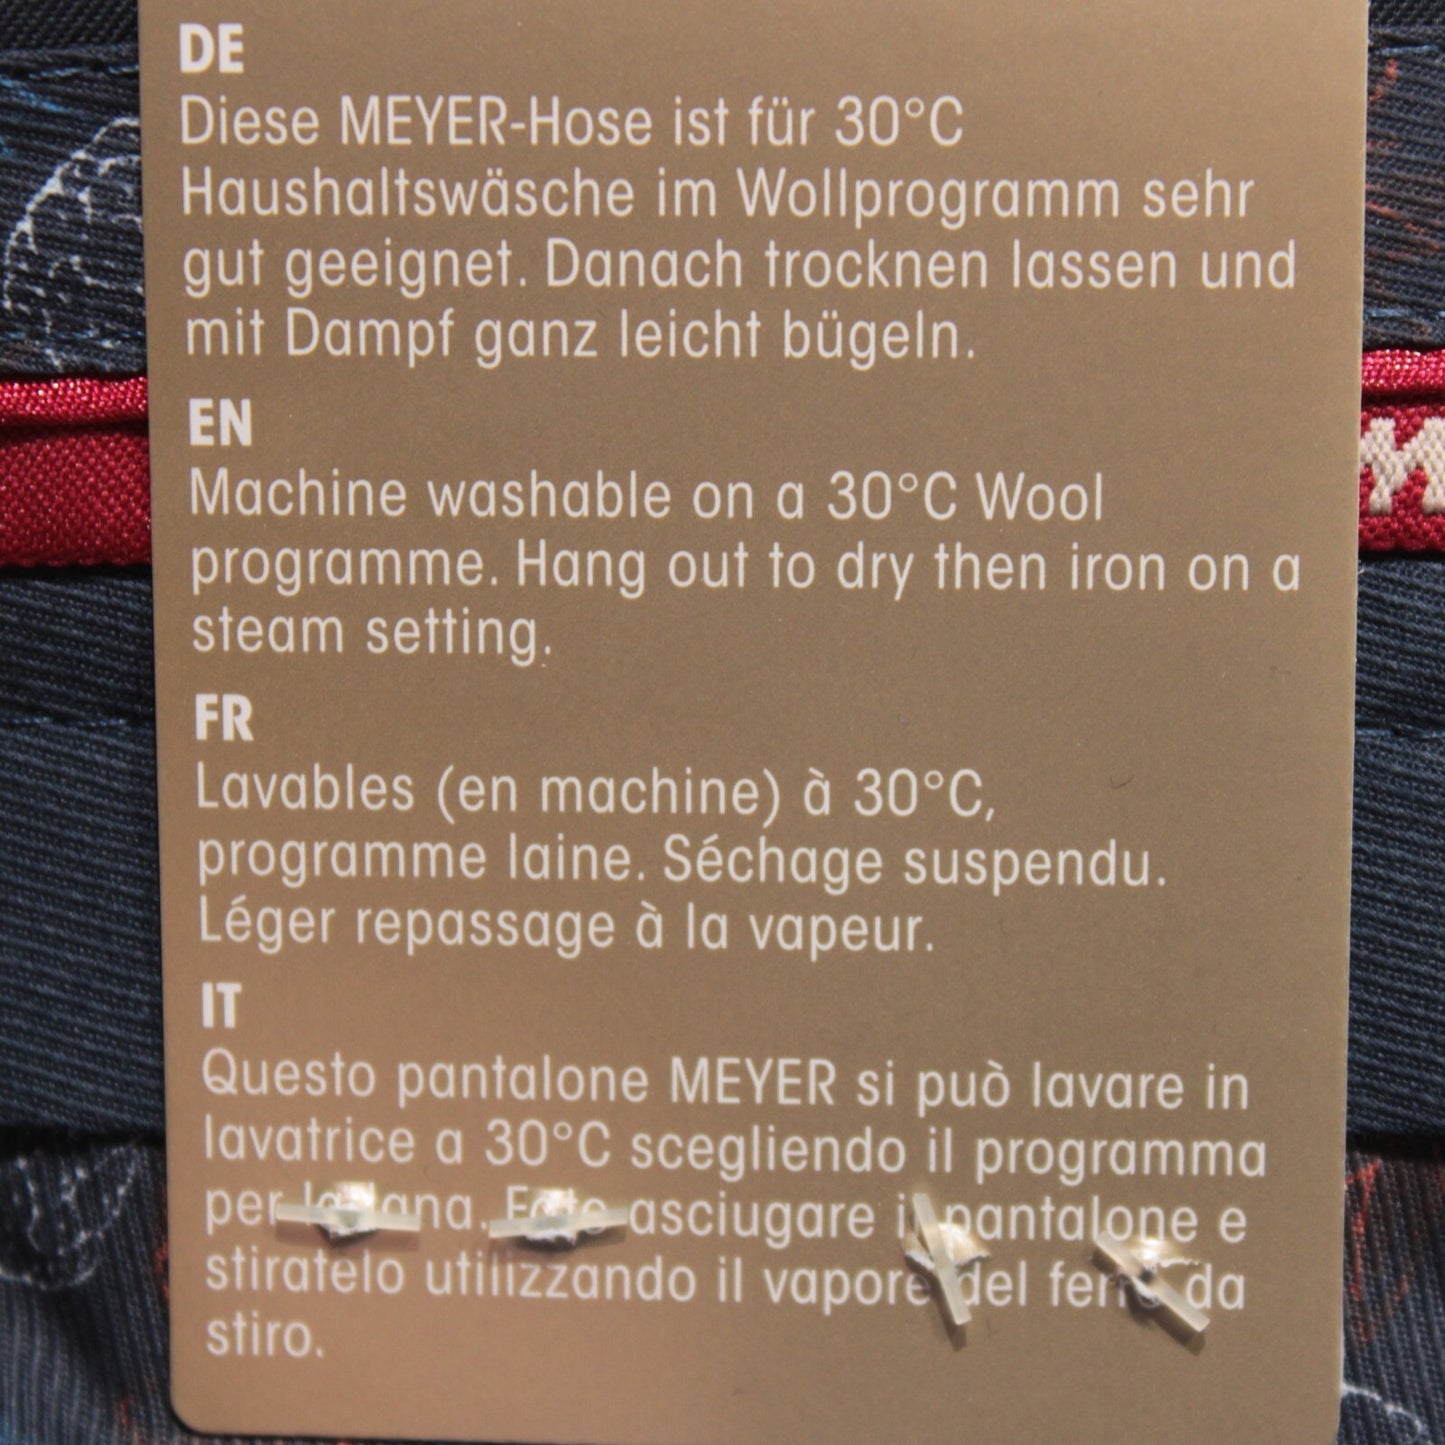 DE
Diese MEYER-Hose ist für 30°C
Haushaltswäsche im Wollprogramm sehr
gut geeignet. Danach trocknen lassen und
mit Dampf ganz leicht bügeln.
EN
Machine washable on a 30°C Wool
programme. Hang out to dry then iron on a
steam setting.
FR
Lavables (en machine) à 30°C,
programme laine. Séchage suspendu.
Léger repassage à la vapeur.
IT
Questo pantalone MEYER si può lavare in
lavatrice a 30°C scegliendo il programma
per la lana. Fate asciugare il pantalone e
stiratelo utilizzando il vapore del ferro da
stiro.